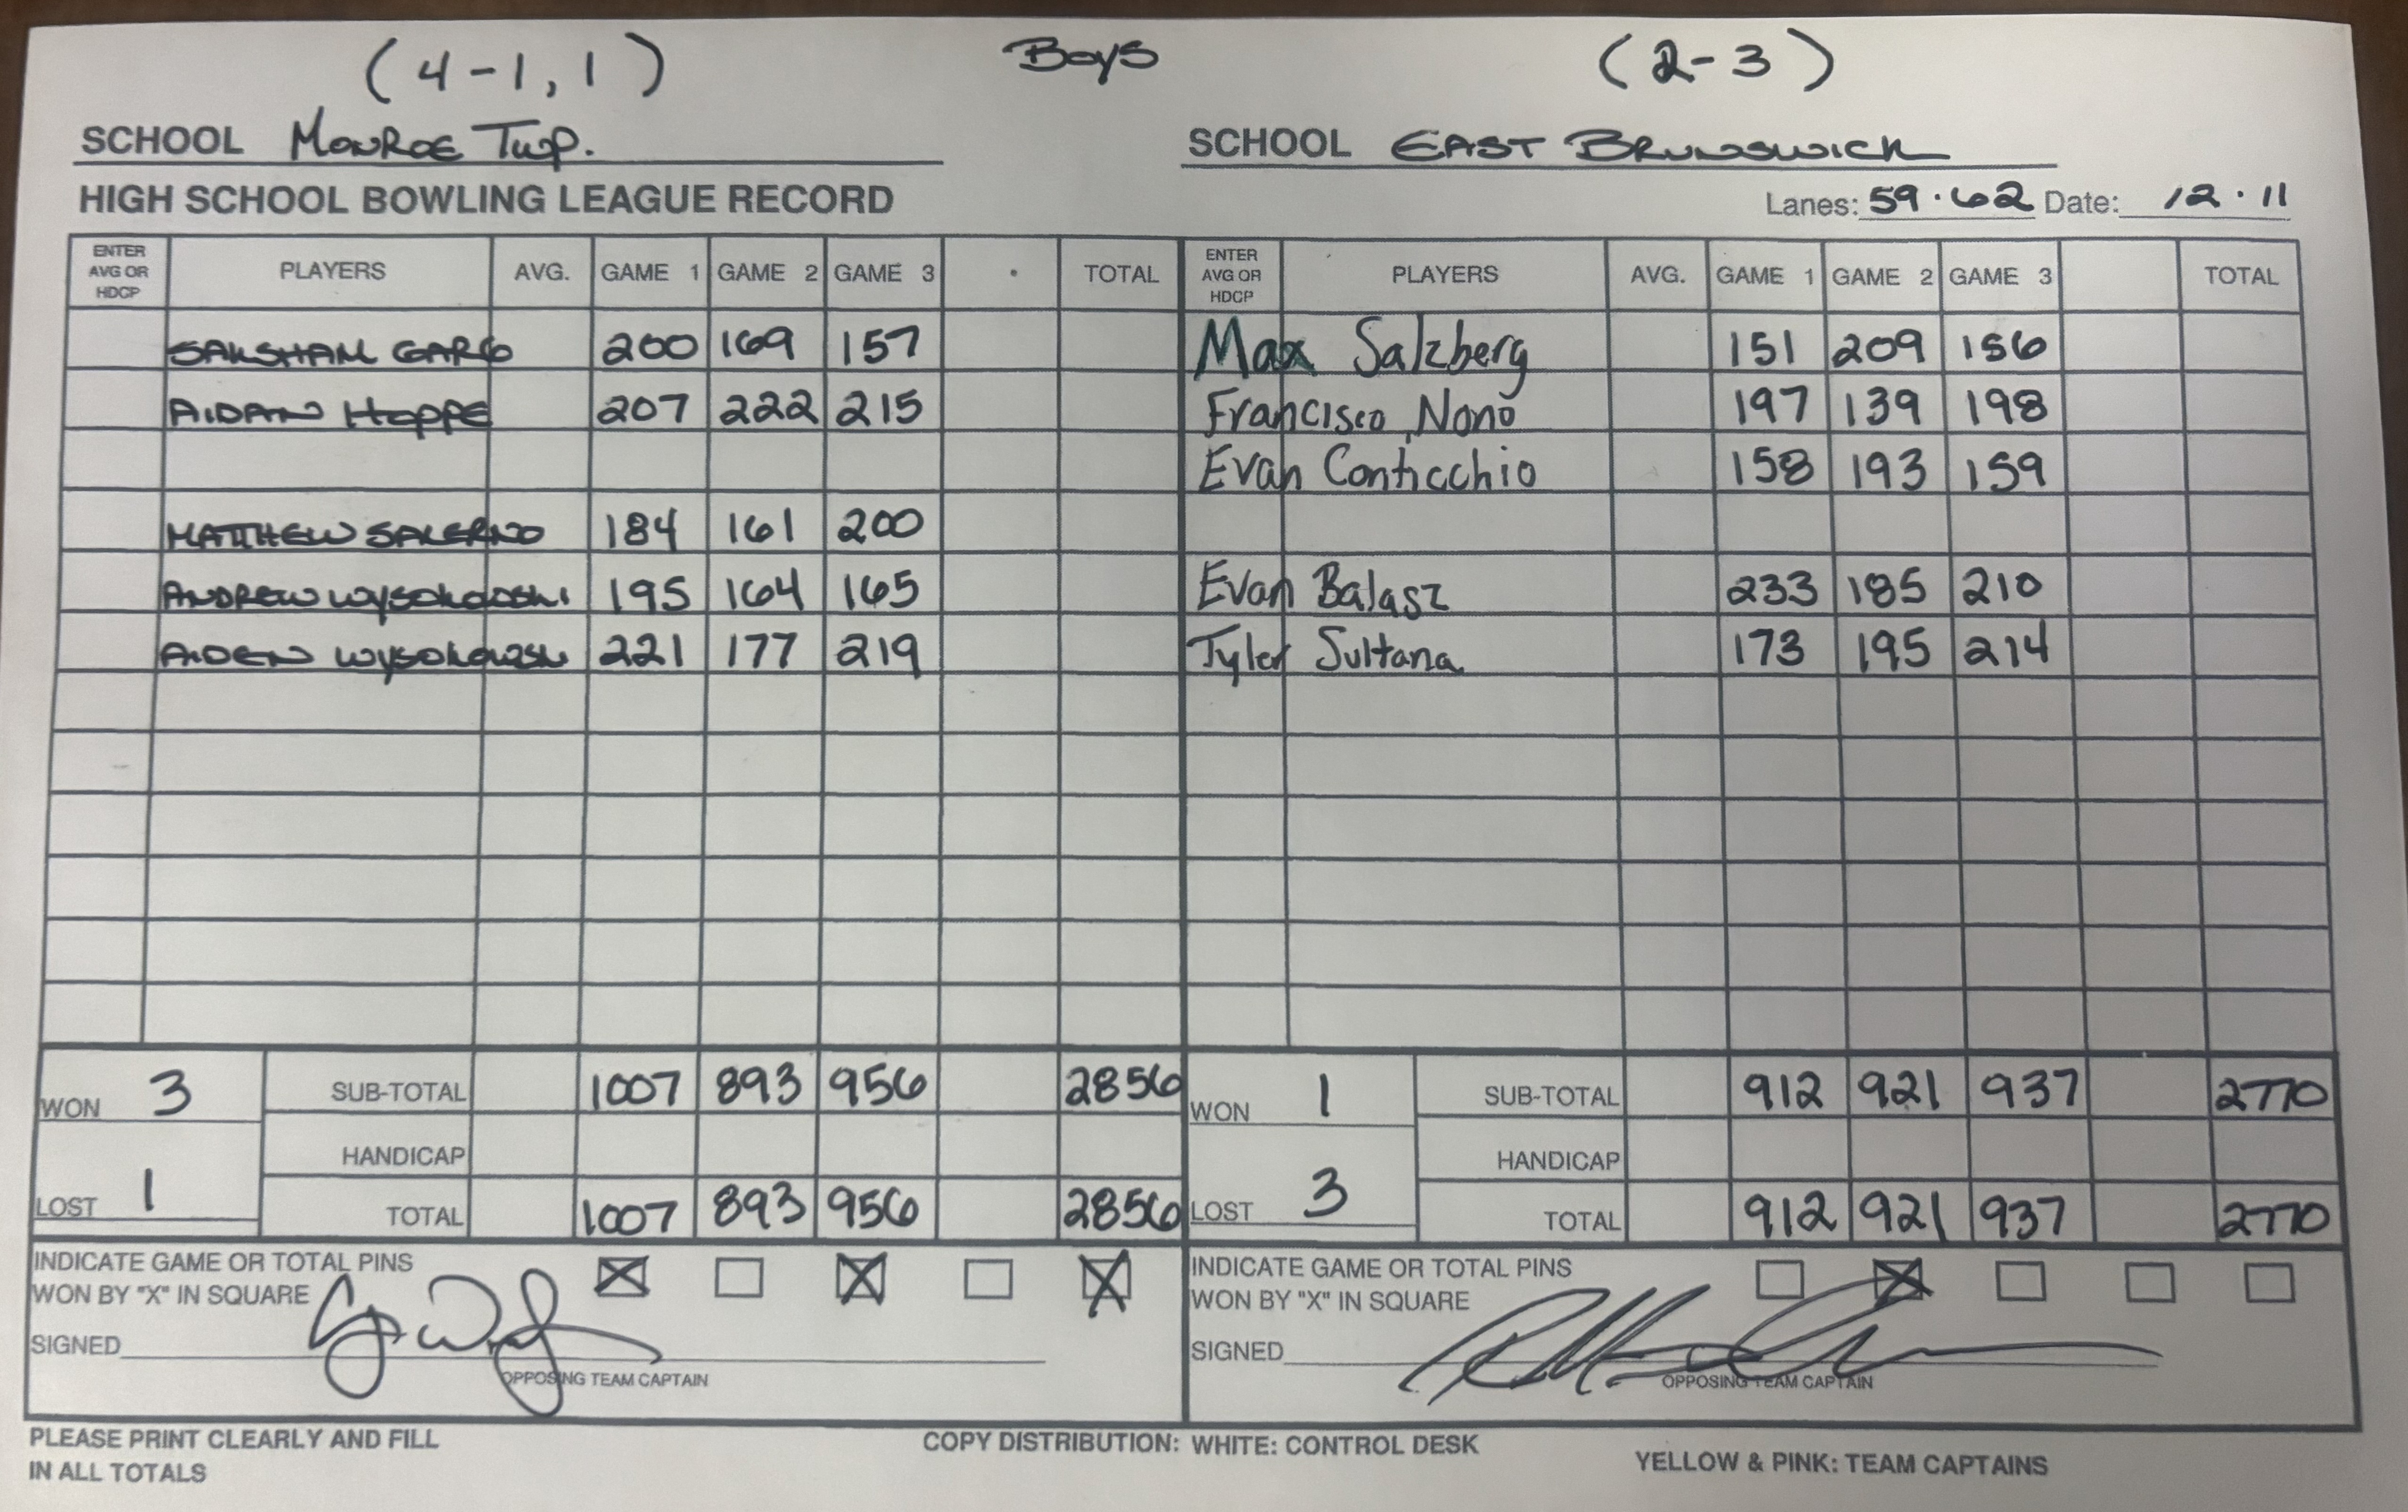 (4-1,1) Boys (2-3)
SCHOOL Monroe Twp. SCHOOL EAST BRUNSWICK
HIGH SCHOOL BOWLING LEAGUE RECORD Lanes: 59·62 Date: 12·11
ENTER AVG OR HDCP PLAYERS AVG. GAME 1 GAME 2 GAME 3 TOTAL ENTER AVG OR HDCP PLAYERS AVG. GAME 1 GAME 2 GAME 3 TOTAL
SAKSHAM GARG 200 169 157 Max Salzberg 151 209 156
AIDAN HOPPE 207 222 215 Francisco Nono 197 139 198
Evan Conticchio 158 193 159
MATTHEW SALERNO 184 161 200
ANDREW 195 164 165 Evan Balasz 233 185 210
AIDEN 221 177 219 Tyler Sultana 173 195 214
WON 3 SUB-TOTAL 1007 893 956 2856 WON 1 SUB-TOTAL 912 921 937 2770
HANDICAP HANDICAP
LOST 1 TOTAL 1007 893 956 2856 LOST 3 TOTAL 912 921 937 2770
INDICATE GAME OR TOTAL PINS INDICATE GAME OR TOTAL PINS
WON BY "X" IN SQUARE WON BY "X" IN SQUARE
SIGNED SIGNED
OPPOSING TEAM CAPTAIN OPPOSING TEAM CAPTAIN
PLEASE PRINT CLEARLY AND FILL COPY DISTRIBUTION: WHITE: CONTROL DESK YELLOW & PINK: TEAM CAPTAINS
IN ALL TOTALS